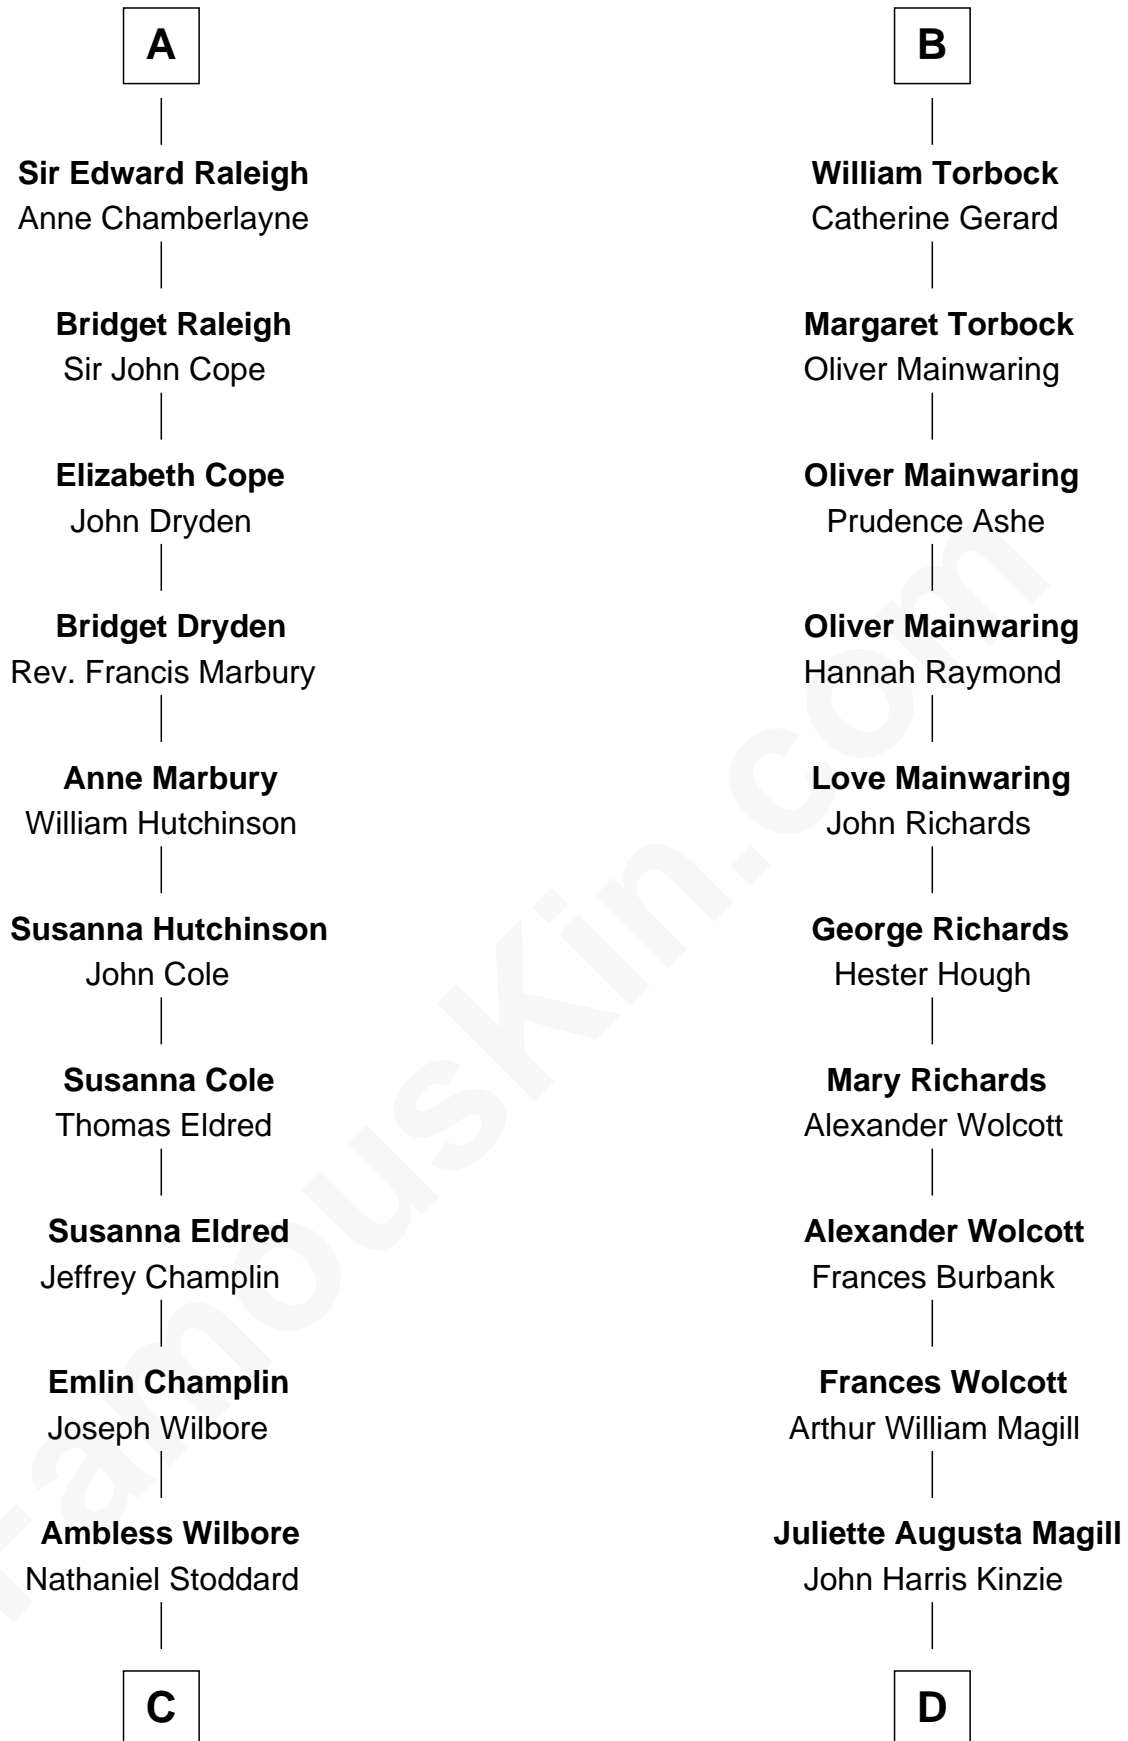 A
Sir Edward Raleigh
Anne Chamberlayne
Bridget Raleigh
Sir John Cope
Elizabeth Cope
John Dryden
Bridget Dryden
Rev. Francis Marbury
Anne Marbury
William Hutchinson
Susanna Hutchinson
John Cole
Susanna Cole
Thomas Eldred
Susanna Eldred
Jeffrey Champlin
Emlin Champlin
Joseph Wilbore
Ambless Wilbore
Nathaniel Stoddard
C
B
William Torbock
Catherine Gerard
Margaret Torbock
Oliver Mainwaring
Oliver Mainwaring
Prudence Ashe
Oliver Mainwaring
Hannah Raymond
Love Mainwaring
John Richards
George Richards
Hester Hough
Mary Richards
Alexander Wolcott
Alexander Wolcott
Frances Burbank
Frances Wolcott
Arthur William Magill
Juliette Augusta Magill
John Harris Kinzie
D
FamousKin.com